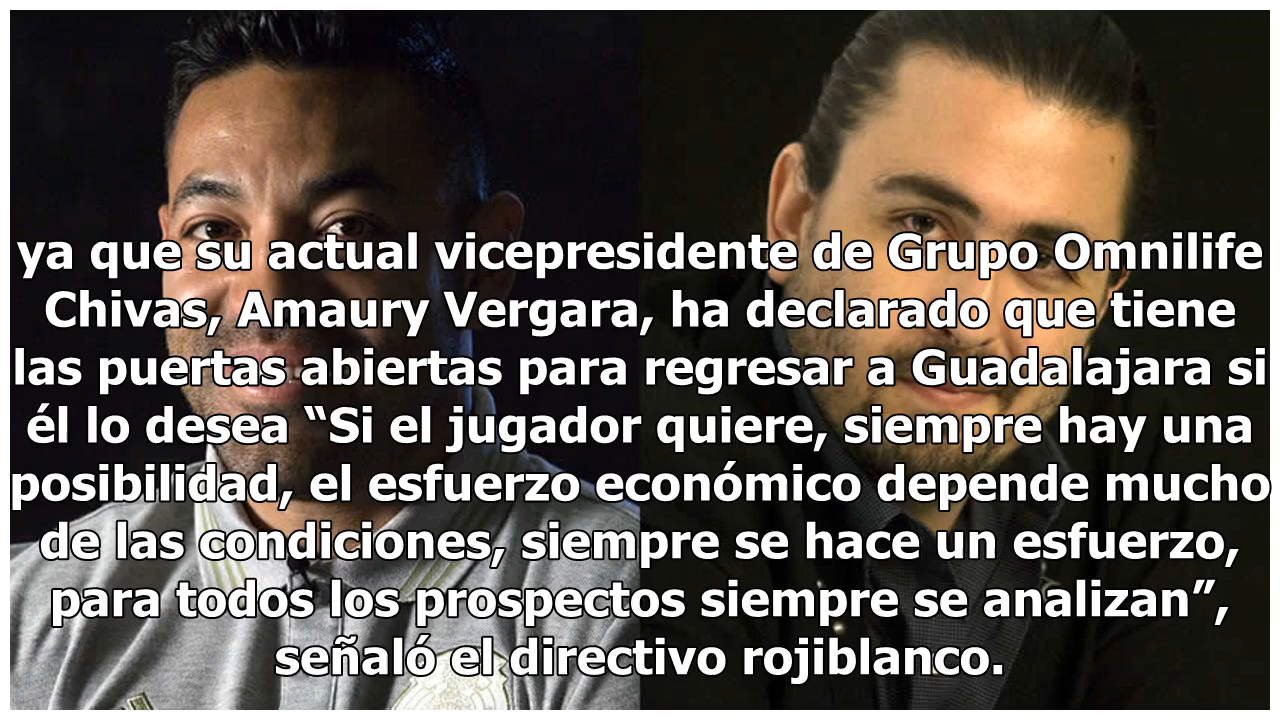 ya que su actual vicepresidente de Grupo Omnilife
Chivas, Amaury Vergara, ha declarado que tiene
las puertas abiertas para regresar a Guadalajara si
él lo desea “Si el jugador quiere, siempre hay una
posibilidad, el esfuerzo económico depende mucho
de las condiciones, siempre se hace un esfuerzo,
para todos los prospectos siempre se analizan”,
señaló el directivo rojiblanco.